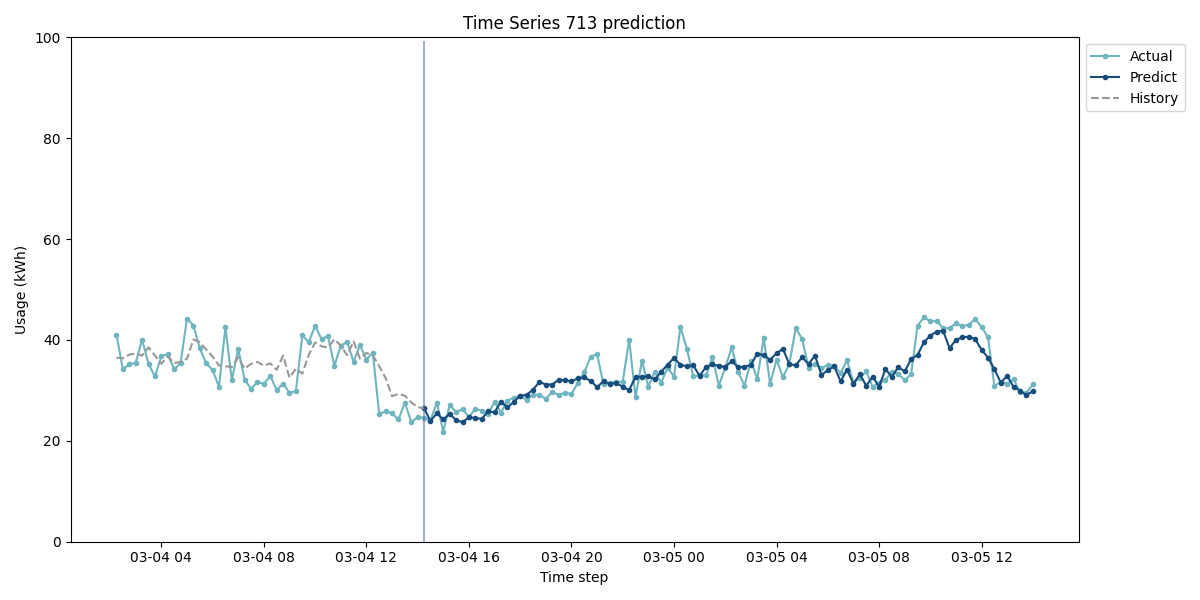 Time Series 713 prediction
Usage (kWh)
100
80
60
40
20
0
03-04 04
03-04 08
03-04 12
03-04 16
03-04 20
03-05 00
03-05 04
03-05 08
03-05 12
Time step
Actual
Predict
History